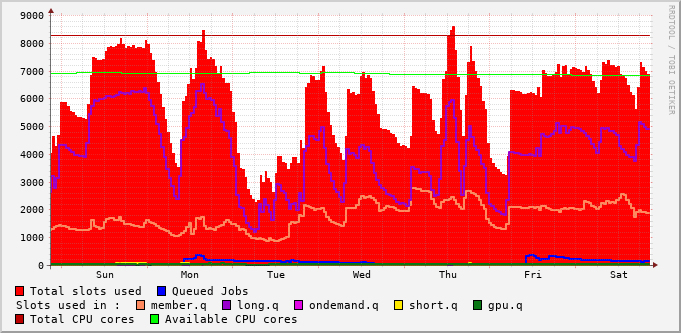 9000
8000
7000
6000
5000
4000
3000
2000
1000
0
Sun Mon Tue Wed Thu Fri Sat
RRDTOOL / TOBI OETIKER
Total slots used Queued Jobs
Slots used in : member.q long.q ondemand.q short.q gpu.q
Total CPU cores Available CPU cores